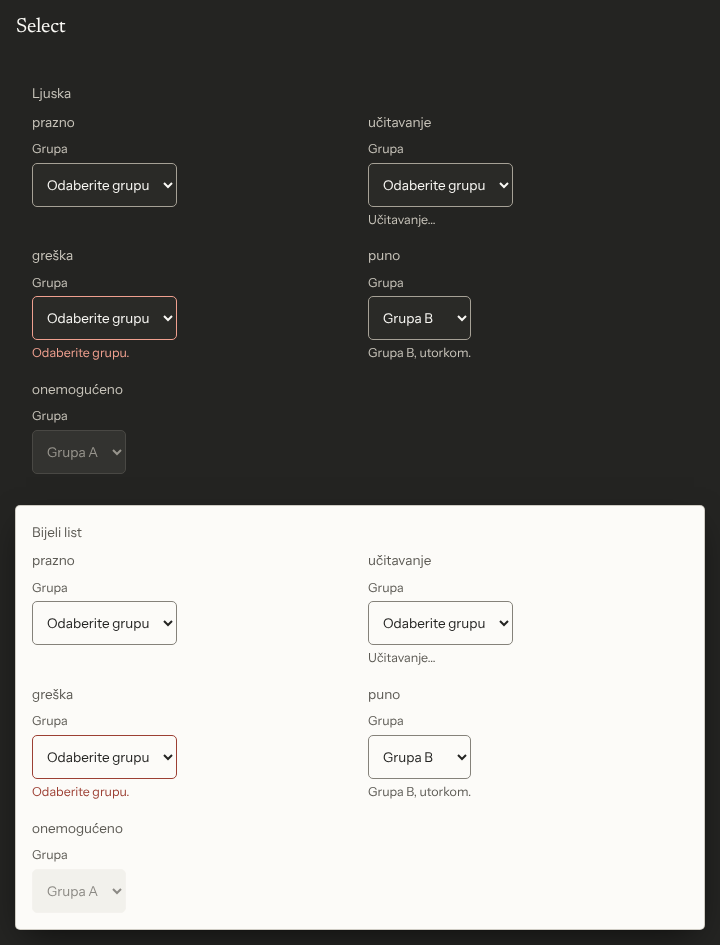 Select
Ljuska
prazno
učitavanje
Grupa
Grupa
Odaberite grupu
Odaberite grupu
Učitavanje...
greška
puno
Grupa
Grupa
Odaberite grupu
Grupa B
Odaberite grupu.
Grupa B, utorkom.
onemogućeno
Grupa
Grupa A
Bijeli list
prazno
učitavanje
Grupa
Grupa
Odaberite grupu
Odaberite grupu
Učitavanje...
greška
puno
Grupa
Grupa
Odaberite grupu
Grupa B
Odaberite grupu.
Grupa B, utorkom.
onemogućeno
Grupa
Grupa A